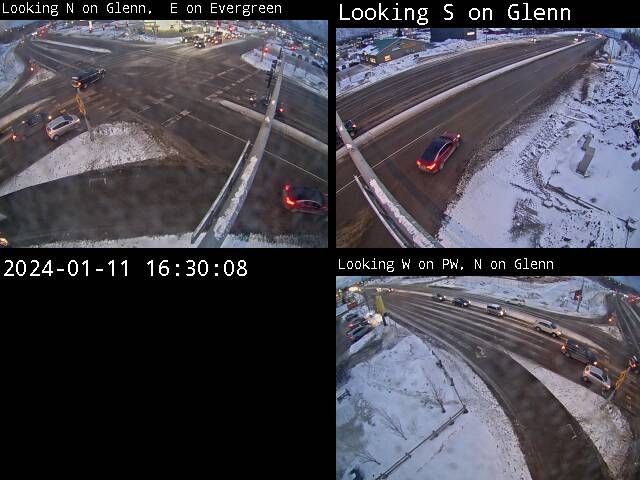 Looking N on Glenn,  E on Evergreen
Looking S on Glenn
2024-01-11 16:30:08
Looking W on PW, N on Glenn